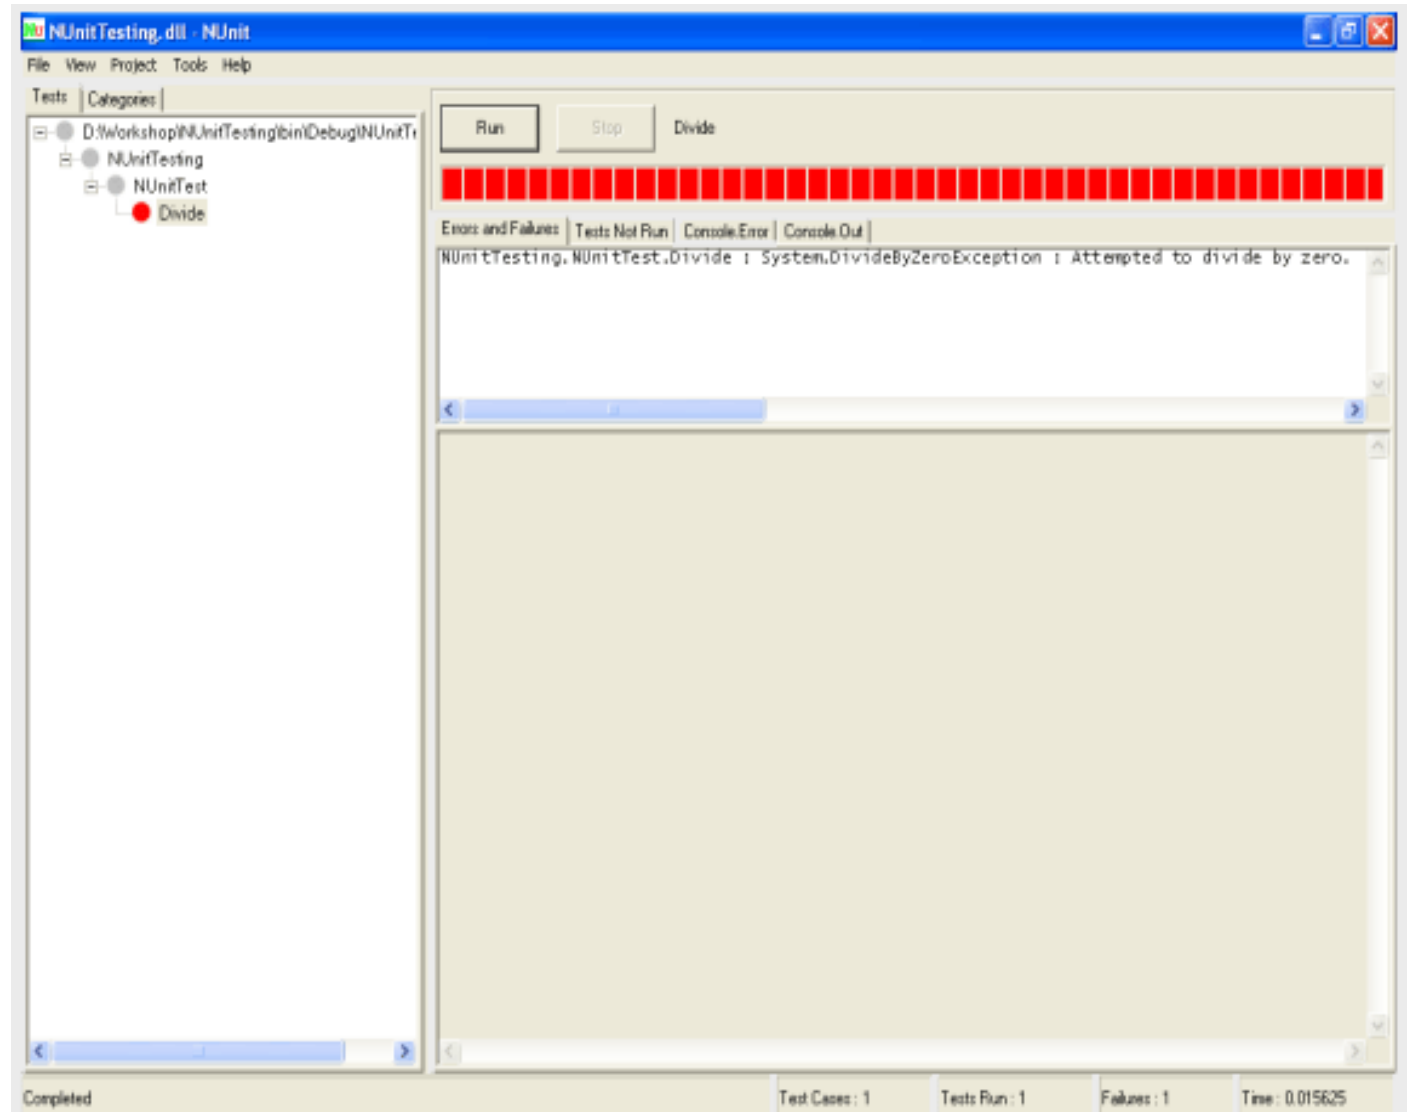 Nu NUnitTesting.dll - NUnit
File View Project Tools Help
Tests Categories
D:\Workshop\NUnitTesting\bin\Debug\NUnitTe
NUnitTesting
NUnitTest
Divide
Run Stop Divide
Errors and Failures Tests Not Run Console.Error Console.Out
NUnitTesting.NUnitTest.Divide : System.DivideByZeroException : Attempted to divide by zero.
Completed Test Cases : 1 Tests Run : 1 Failures : 1 Time : 0.015625